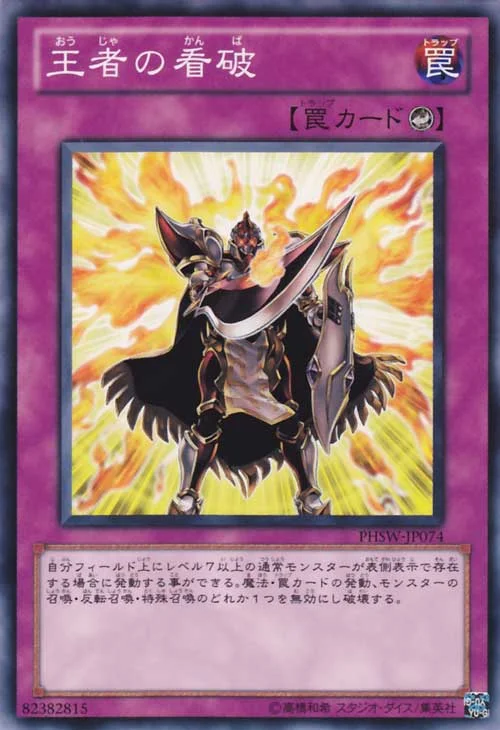 王者の看破
罠
トラップ
【罠カード】
PHSW-JP074
自分フィールド上にレベル7以上の通常モンスターが表側表示で存在
する場合に発動する事ができる。魔法・罠カードの発動、モンスターの
召喚・反転召喚・特殊召喚のどれか1つを無効にし破壊する。
82382815
©高橋和希 スタジオ・ダイス/集英社